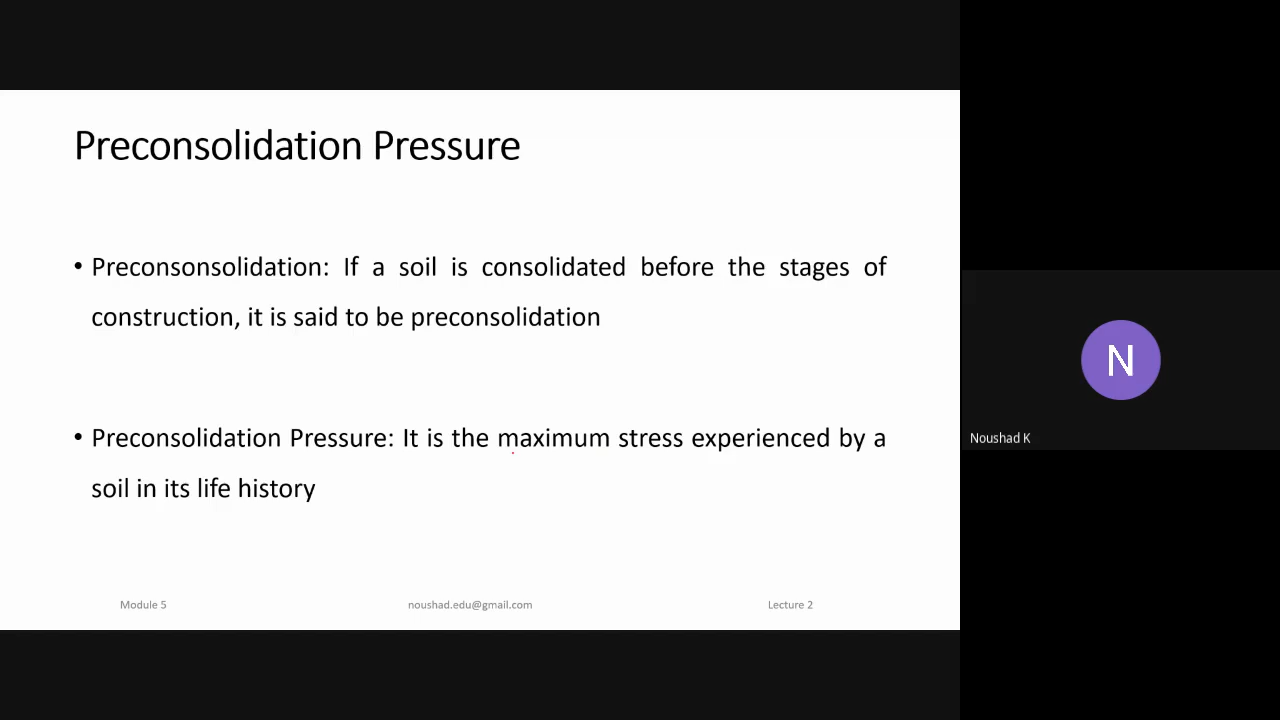 Preconsolidation Pressure
• Preconsonsolidation: If a soil is consolidated before the stages of
construction, it is said to be preconsolidation
• Preconsolidation Pressure: It is the maximum stress experienced by a
soil in its life history
Module 5
noushad.edu@gmail.com
Lecture 2
N
Noushad K